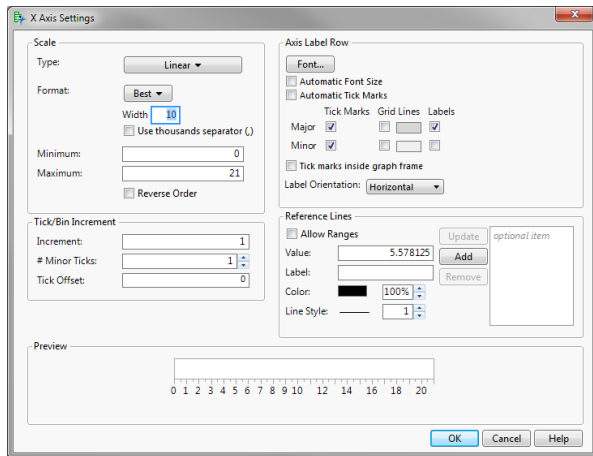 X Axis Settings
Scale
Type:
Linear
Format:
Best
Width 10
Use thousands separator (,)
Minimum: 0
Maximum: 21
Reverse Order
Tick/Bin Increment
Increment: 1
# Minor Ticks: 1
Tick Offset: 0
Axis Label Row
Font...
Automatic Font Size
Automatic Tick Marks
Tick Marks Grid Lines Labels
Major
Minor
Tick marks inside graph frame
Label Orientation: Horizontal
Reference Lines
Allow Ranges
Update
optional item
Value: 5.578125
Add
Label:
Remove
Color: 100%
Line Style: 1
Preview
0 1 2 3 4 5 6 7 8 9 10 12 14 16 18 20
OK
Cancel
Help